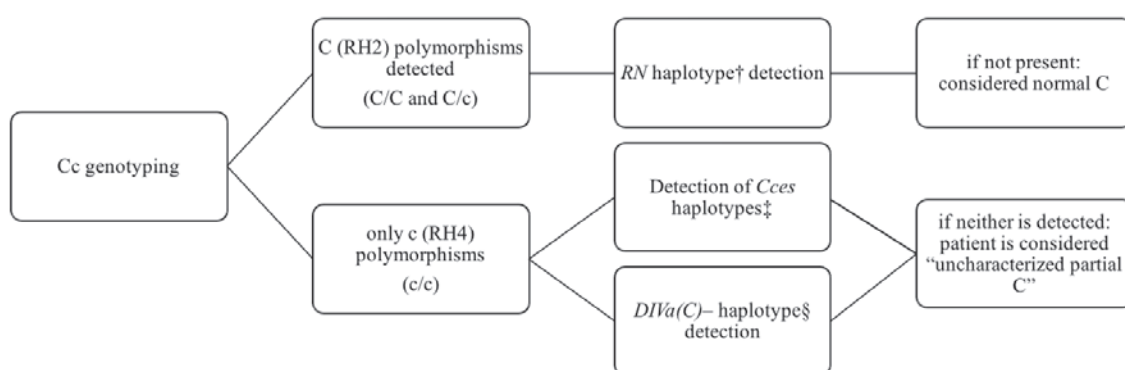 Cc genotyping
C (RH2) polymorphisms
detected
(C/C and C/c)
RN haplotype† detection
if not present:
considered normal C
only c (RH4)
polymorphisms
(c/c)
Detection of Cces
haplotypes‡
DIVa(C)– haplotype§
detection
if neither is detected:
patient is considered
“uncharacterized partial
C”